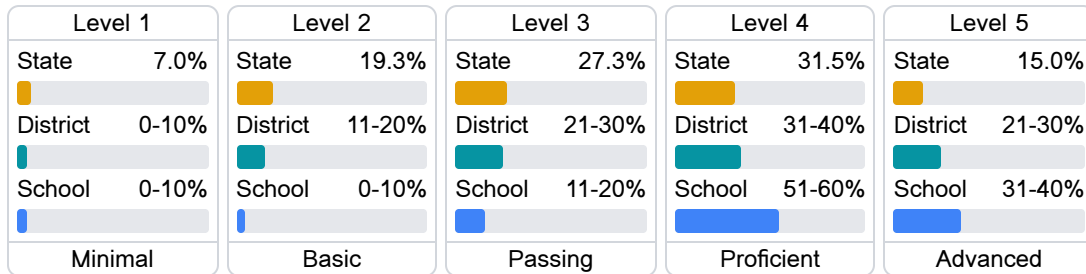 Level 1
State 7.0%
District 0-10%
School 0-10%
Minimal
Level 2
State 19.3%
District 11-20%
School 0-10%
Basic
Level 3
State 27.3%
District 21-30%
School 11-20%
Passing
Level 4
State 31.5%
District 31-40%
School 51-60%
Proficient
Level 5
State 15.0%
District 21-30%
School 31-40%
Advanced